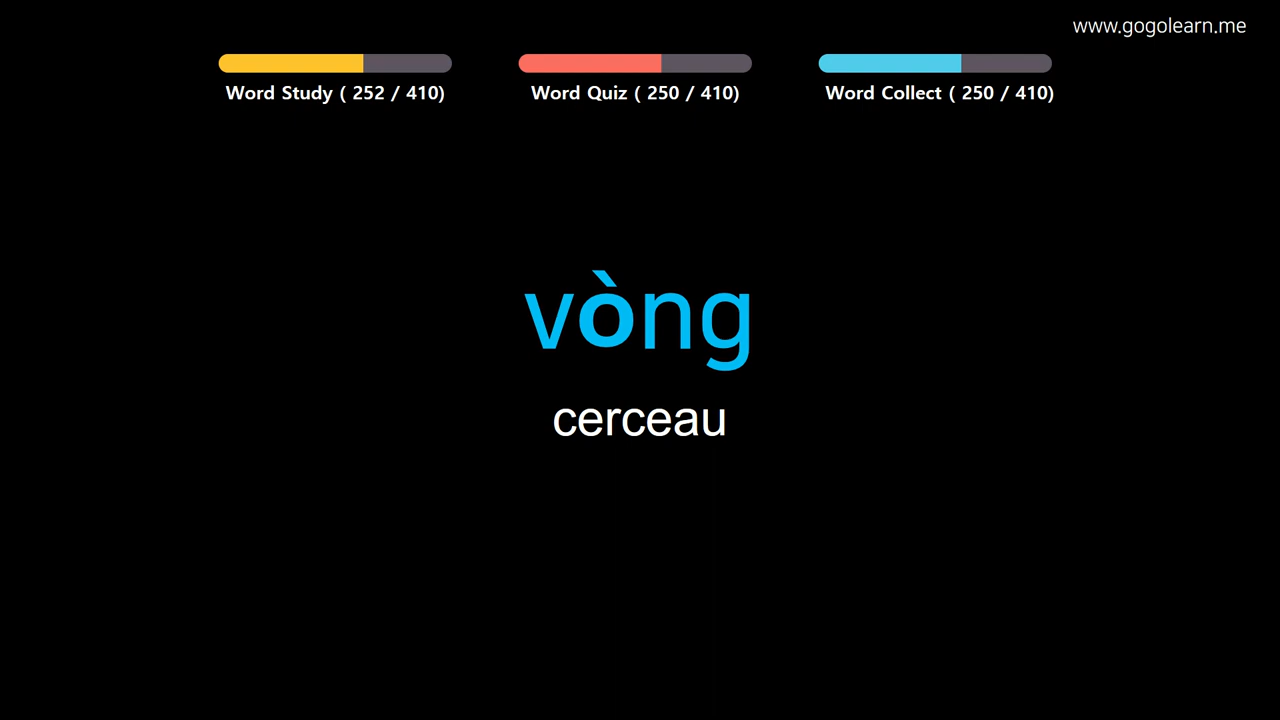 www.gogolearn.me
Word Study ( 252 / 410)
Word Quiz ( 250 / 410)
Word Collect ( 250 / 410)
vòng
cerceau